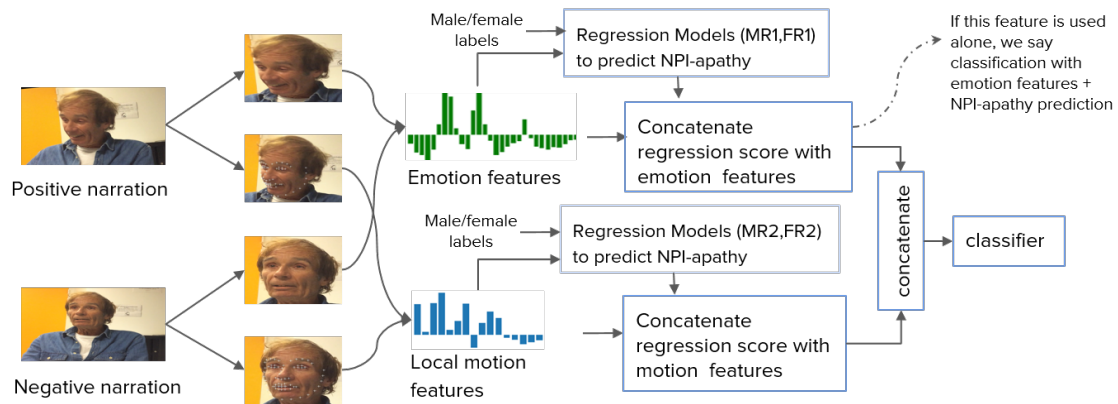 Positive narration
Negative narration
Male/female
labels
Regression Models (MR1,FR1)
to predict NPI-apathy
Emotion features
Concatenate
regression score with
emotion features
If this feature is used
alone, we say
classification with
emotion features +
NPI-apathy prediction
Male/female
labels
Regression Models (MR2,FR2)
to predict NPI-apathy
Local motion
features
Concatenate
regression score with
motion features
concatenate
classifier